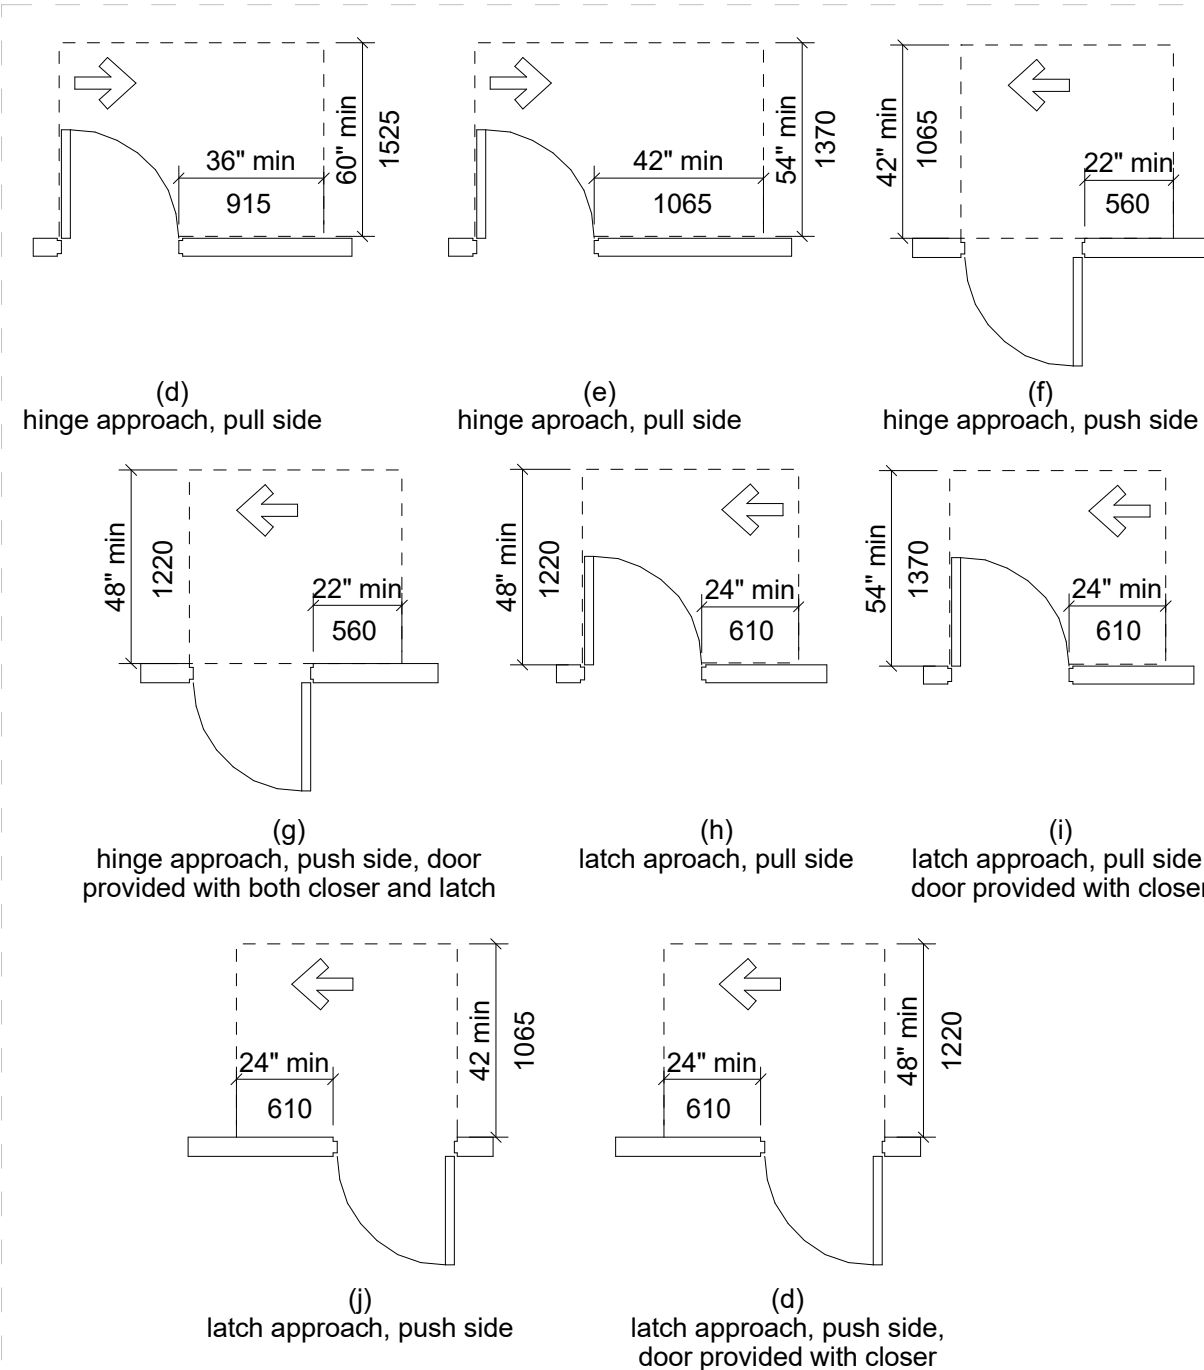 36" min
915
60" min
1525
(d)
hinge approach, pull side
42" min
1065
54" min
1370
(e)
hinge aproach, pull side
42" min
1065
22" min
560
(f)
hinge aproach, push side
48" min
1220
22" min
560
(g)
hinge approach, push side, door
provided with both closer and latch
48" min
1220
24" min
610
(h)
latch aproach, pull side
54" min
1370
24" min
610
(i)
latch approach, pull side
door provided with closer
24" min
610
42 min
1065
(j)
latch approach, push side
24" min
610
48" min
1220
(d)
latch approach, push side,
door provided with closer